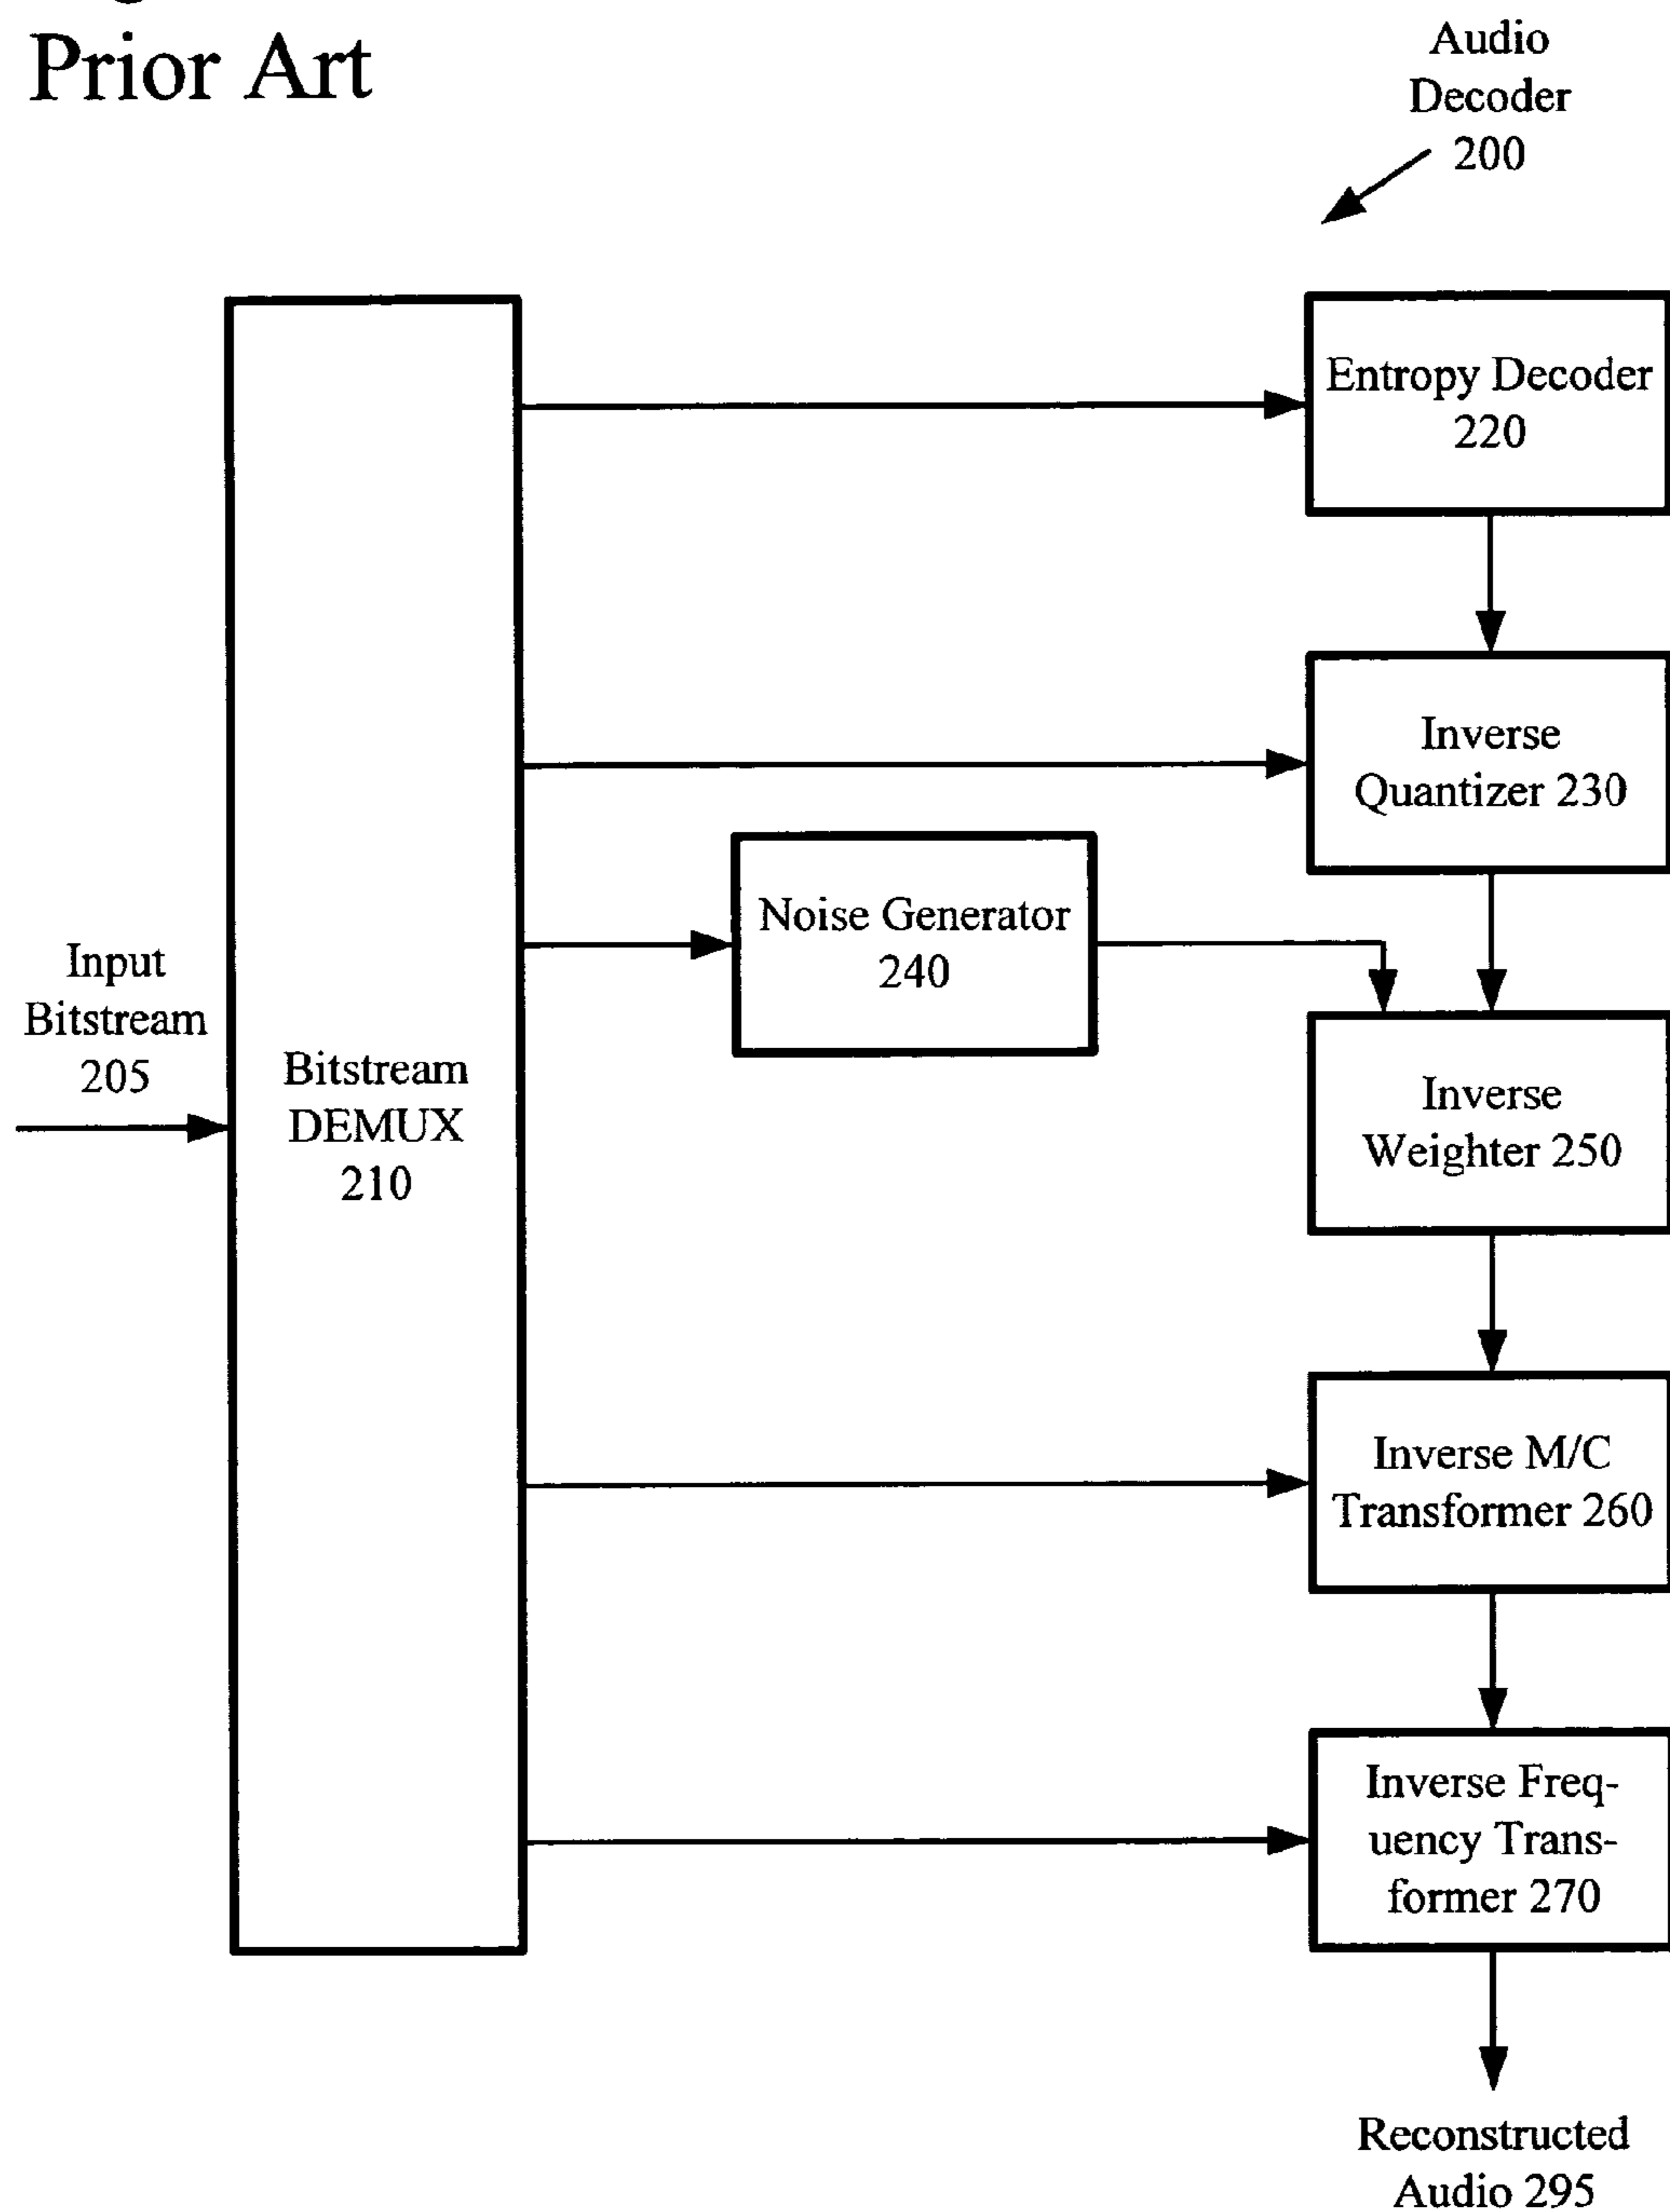 Prior Art
Audio
Decoder
200
Entropy Decoder
220
Inverse
Quantizer 230
Noise Generator
240
Input
Bitstream
205
Bitstream
DEMUX
210
Inverse
Weighter 250
Inverse M/C
Transformer 260
Inverse Freq-
uency Trans-
former 270
Reconstructed
Audio 295